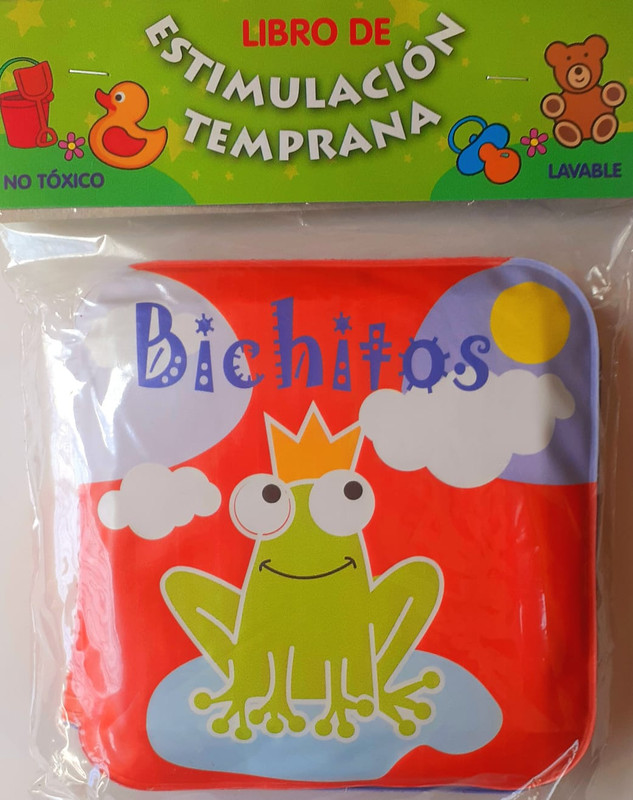 LIBRO DE
ESTIMULACIÓN
TEMPRANA
NO TÓXICO
LAVABLE
Bichitos